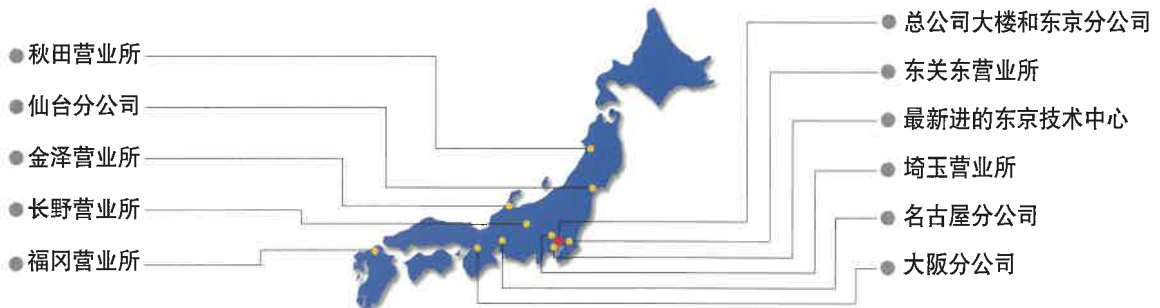 秋田营业所
仙台分公司
金泽营业所
长野营业所
福冈营业所
总公司大楼和东京分公司
东关东营业所
最新进的东京技术中心
埼玉营业所
名古屋分公司
大阪分公司